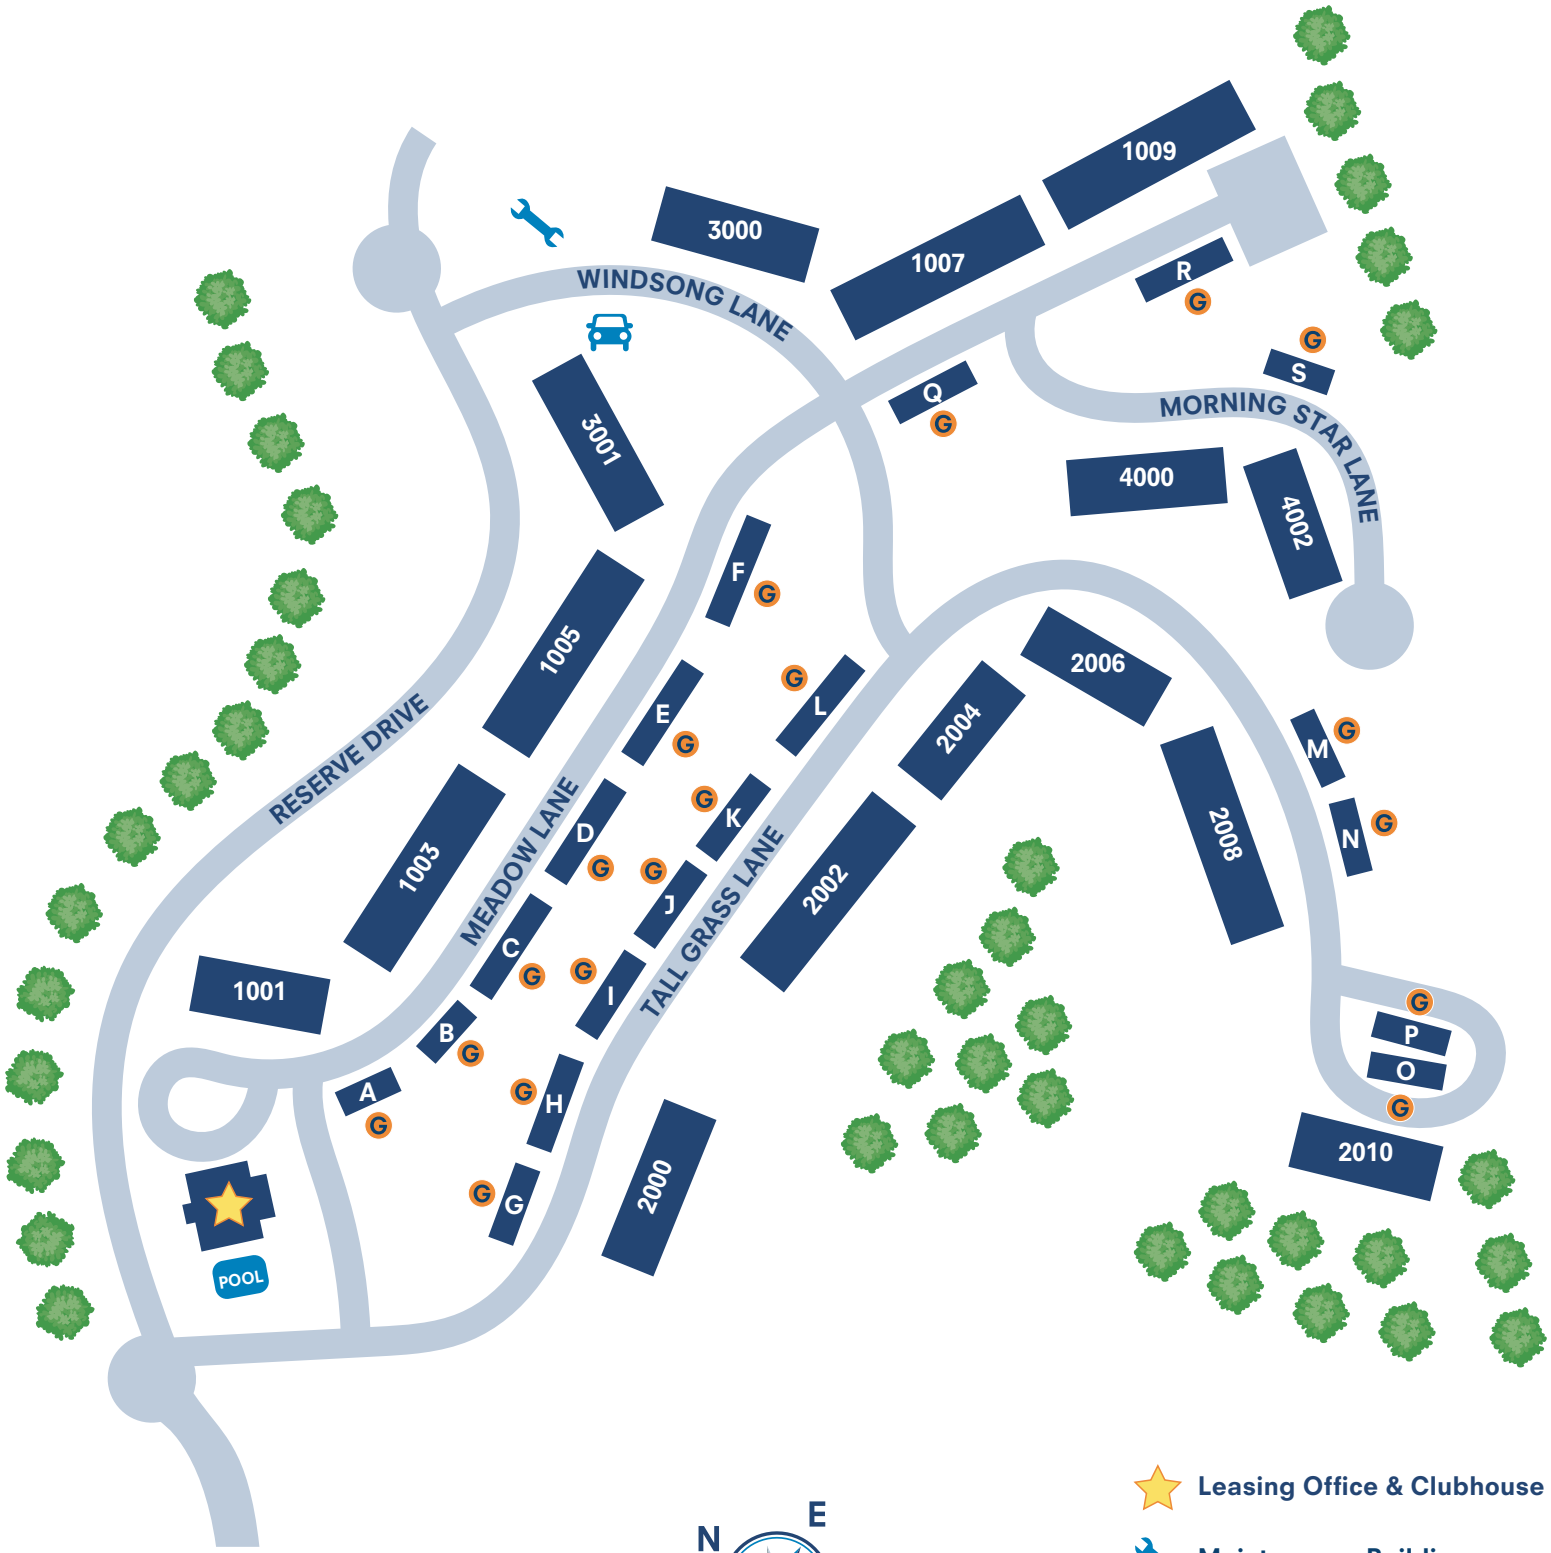 1009
3000
1007
R
G
WINDSONG LANE
G
S
Q
G
MORNING STAR LANE
3001
4000
4002
F
G
1005
2006
G
L
E
G
2004
M
G
RESERVE DRIVE
G
K
D
G
N
G
2008
MEADOW LANE
1003
G
J
2002
TALL GRASS LANE
C
G
G
I
1001
G
P
O
G
B
G
A
G
G
H
2010
2000
G
G
POOL
Leasing Office & Clubhouse
E
N